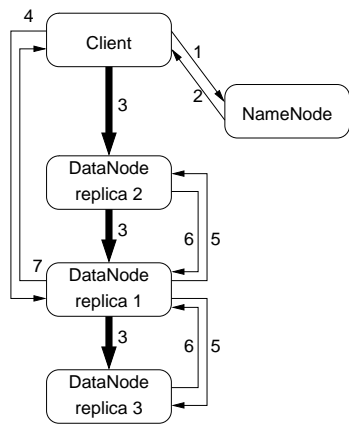 4
Client
1
2
NameNode
3
DataNode
replica 2
3
6
5
7
DataNode
replica 1
3
6
5
DataNode
replica 3